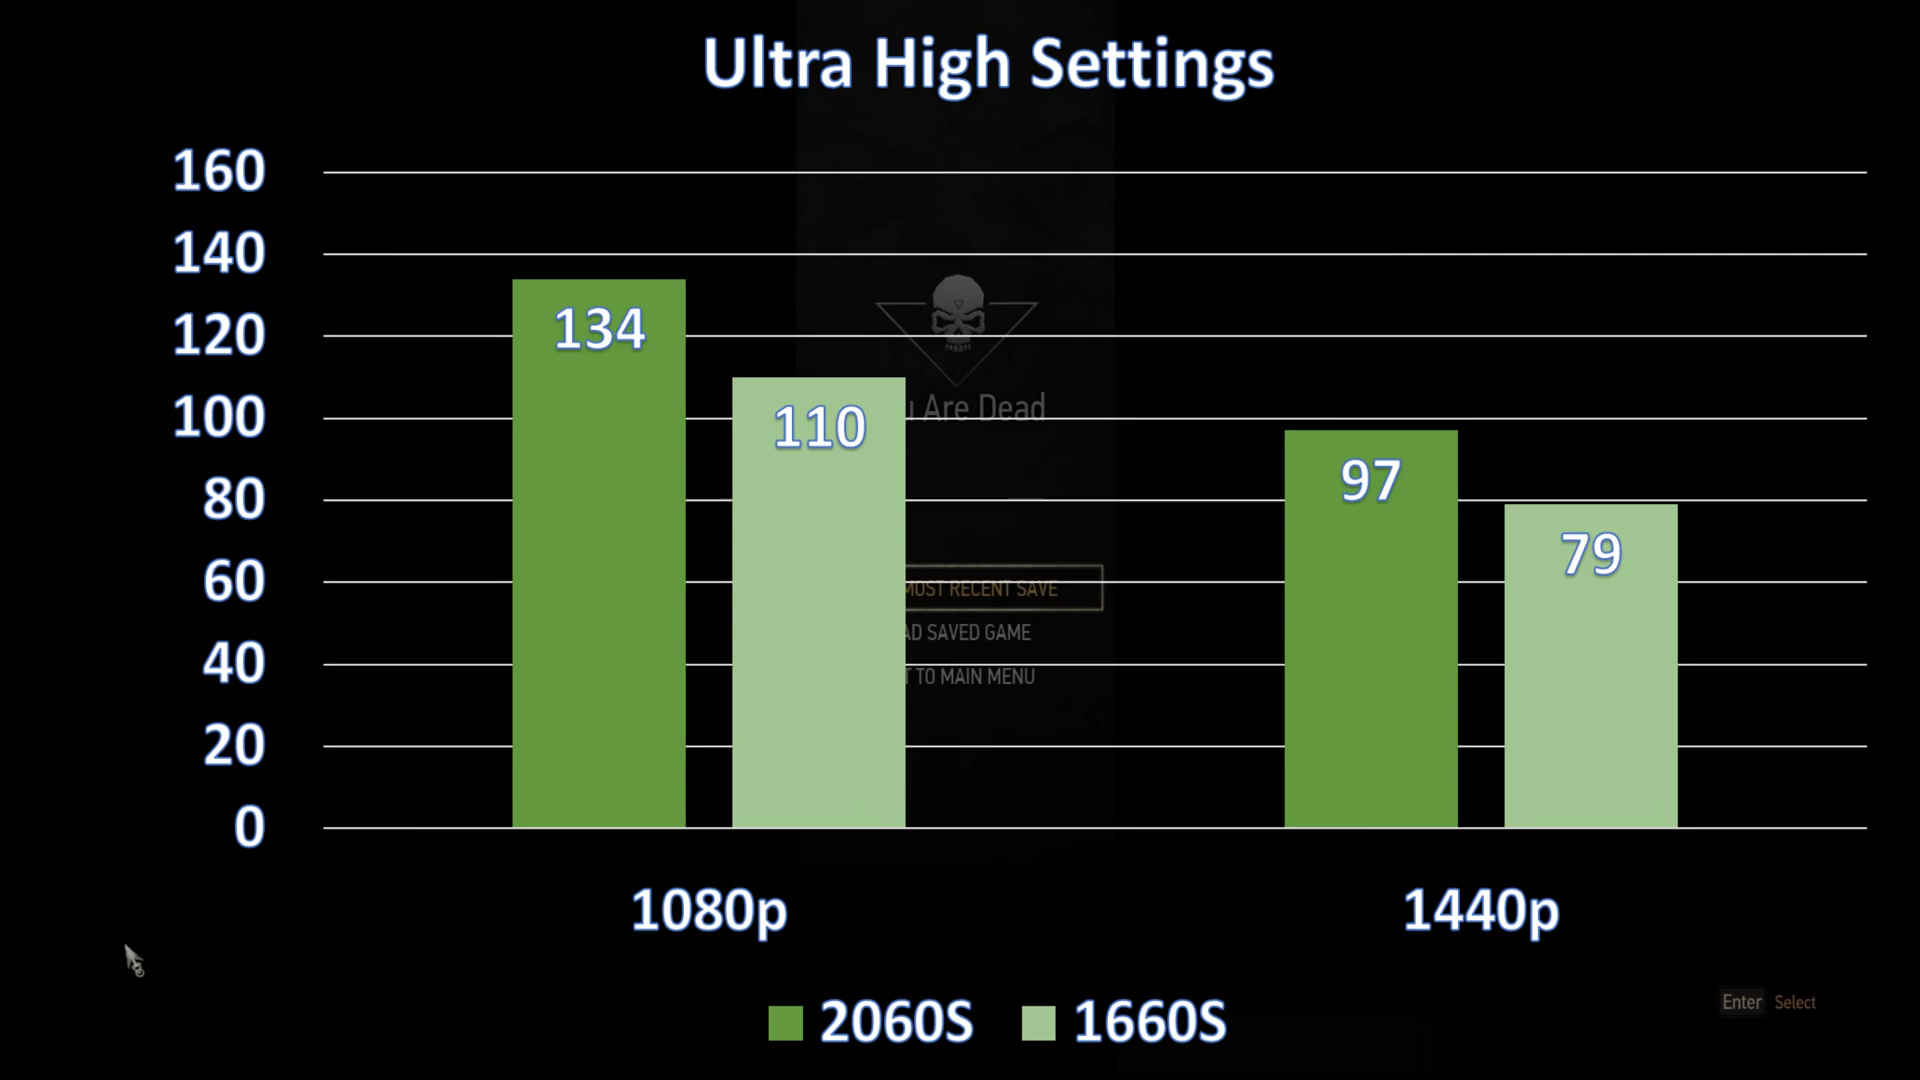 Ultra High Settings
160
140
120
100
80
60
40
20
0
134
110
97
79
Are Dead
MOST RECENT SAVE
SAVED GAME
TO MAIN MENU
1080p
1440p
Enter Select
2060S 1660S